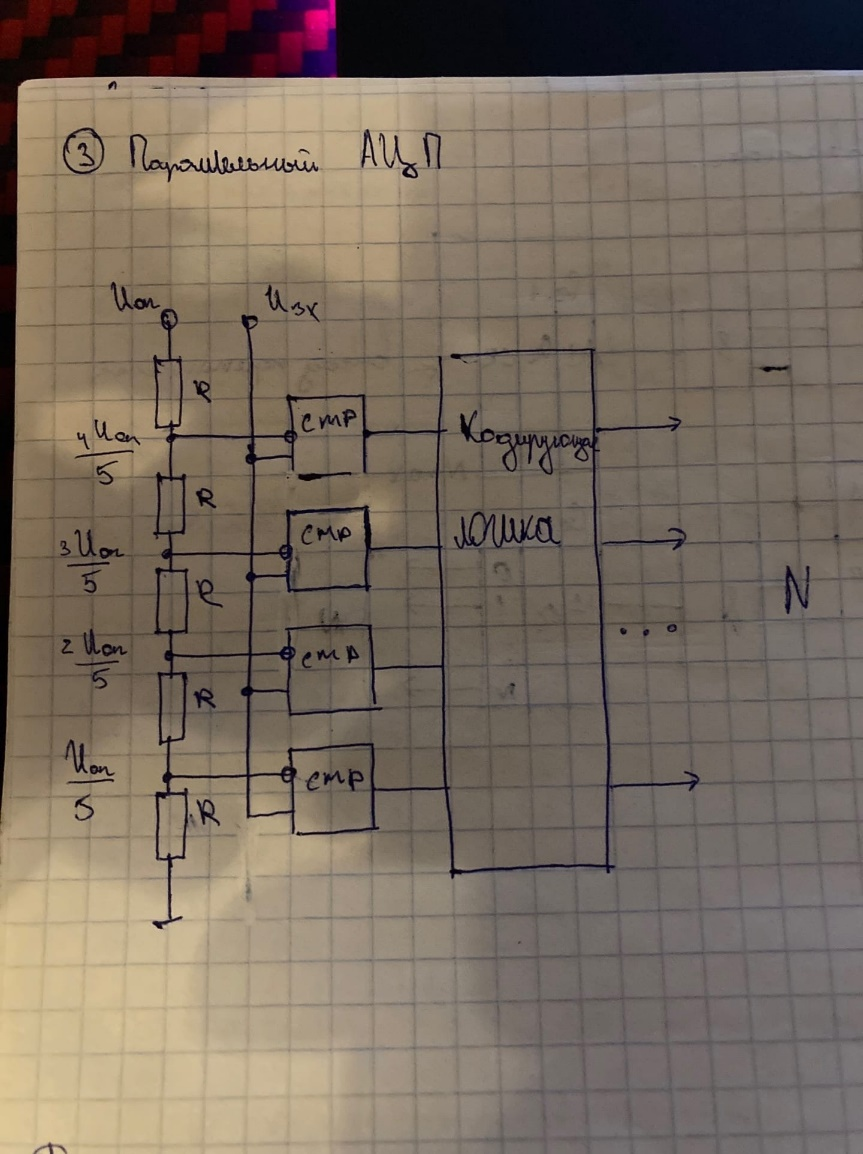 ③ Параллельный АЦП
Uоп Uвх
R
4Uоп/5 CMP Кодирующая
R
3Uоп/5 CMP логика
R N
2Uоп/5 CMP ...
R
Uоп/5 CMP
R